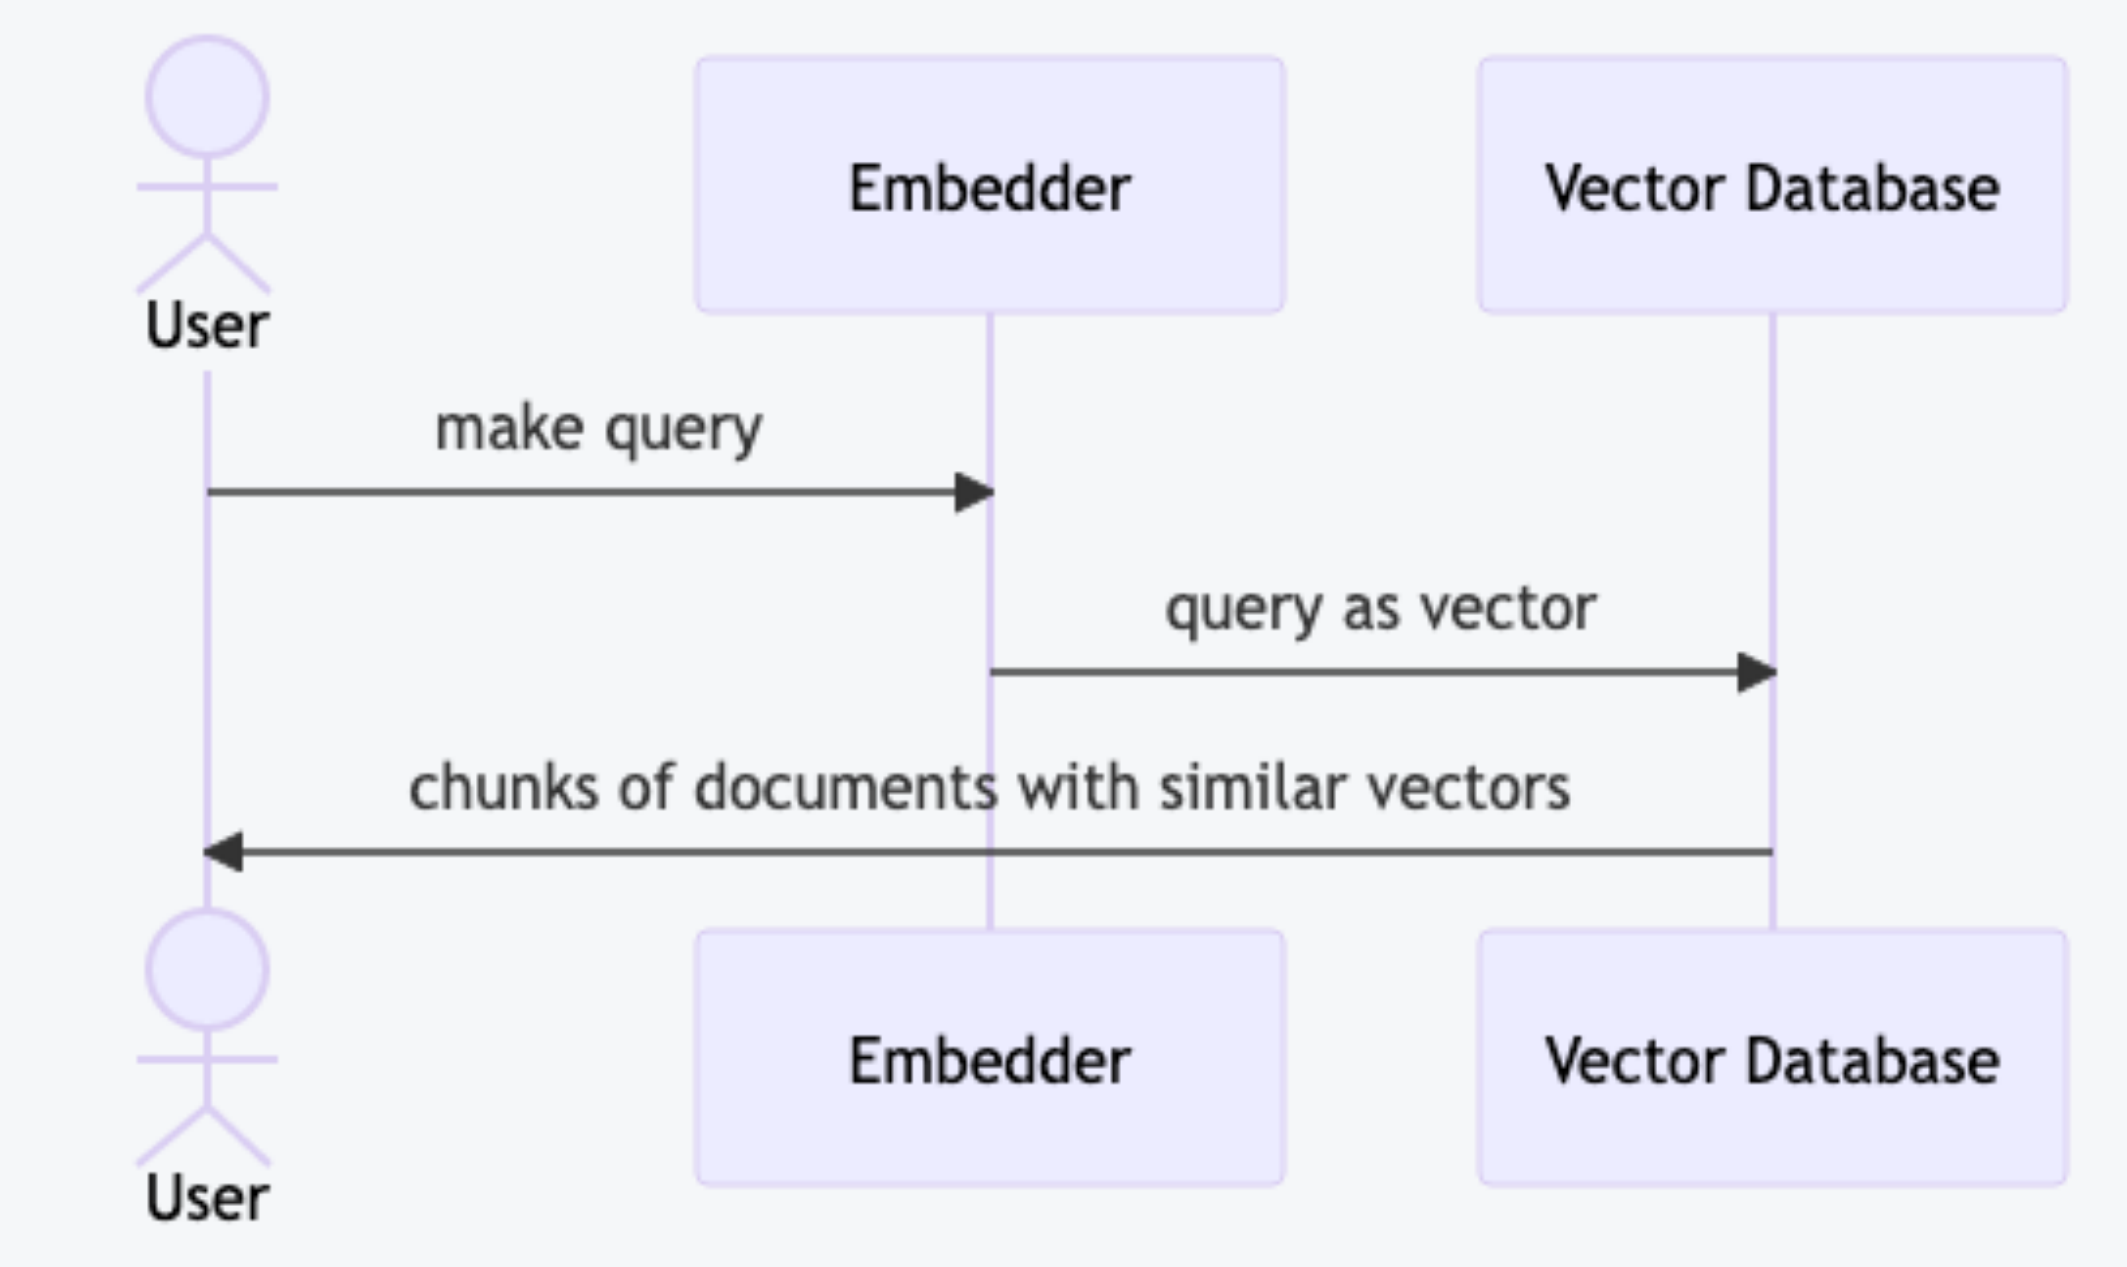 Embedder
Vector Database
User
make query
query as vector
chunks of documents with similar vectors
Embedder
Vector Database
User